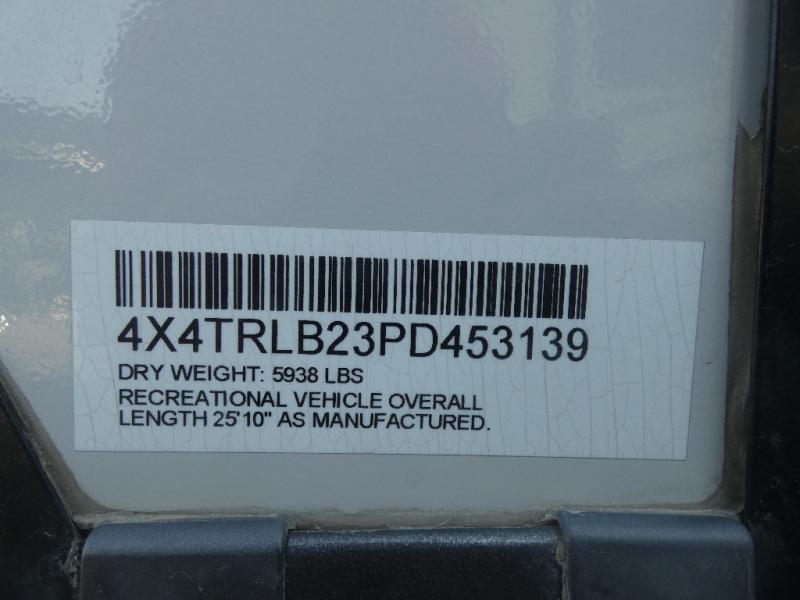 4X4TRLB23PD453139
DRY WEIGHT: 5938 LBS
RECREATIONAL VEHICLE OVERALL
LENGTH 25'10" AS MANUFACTURED.